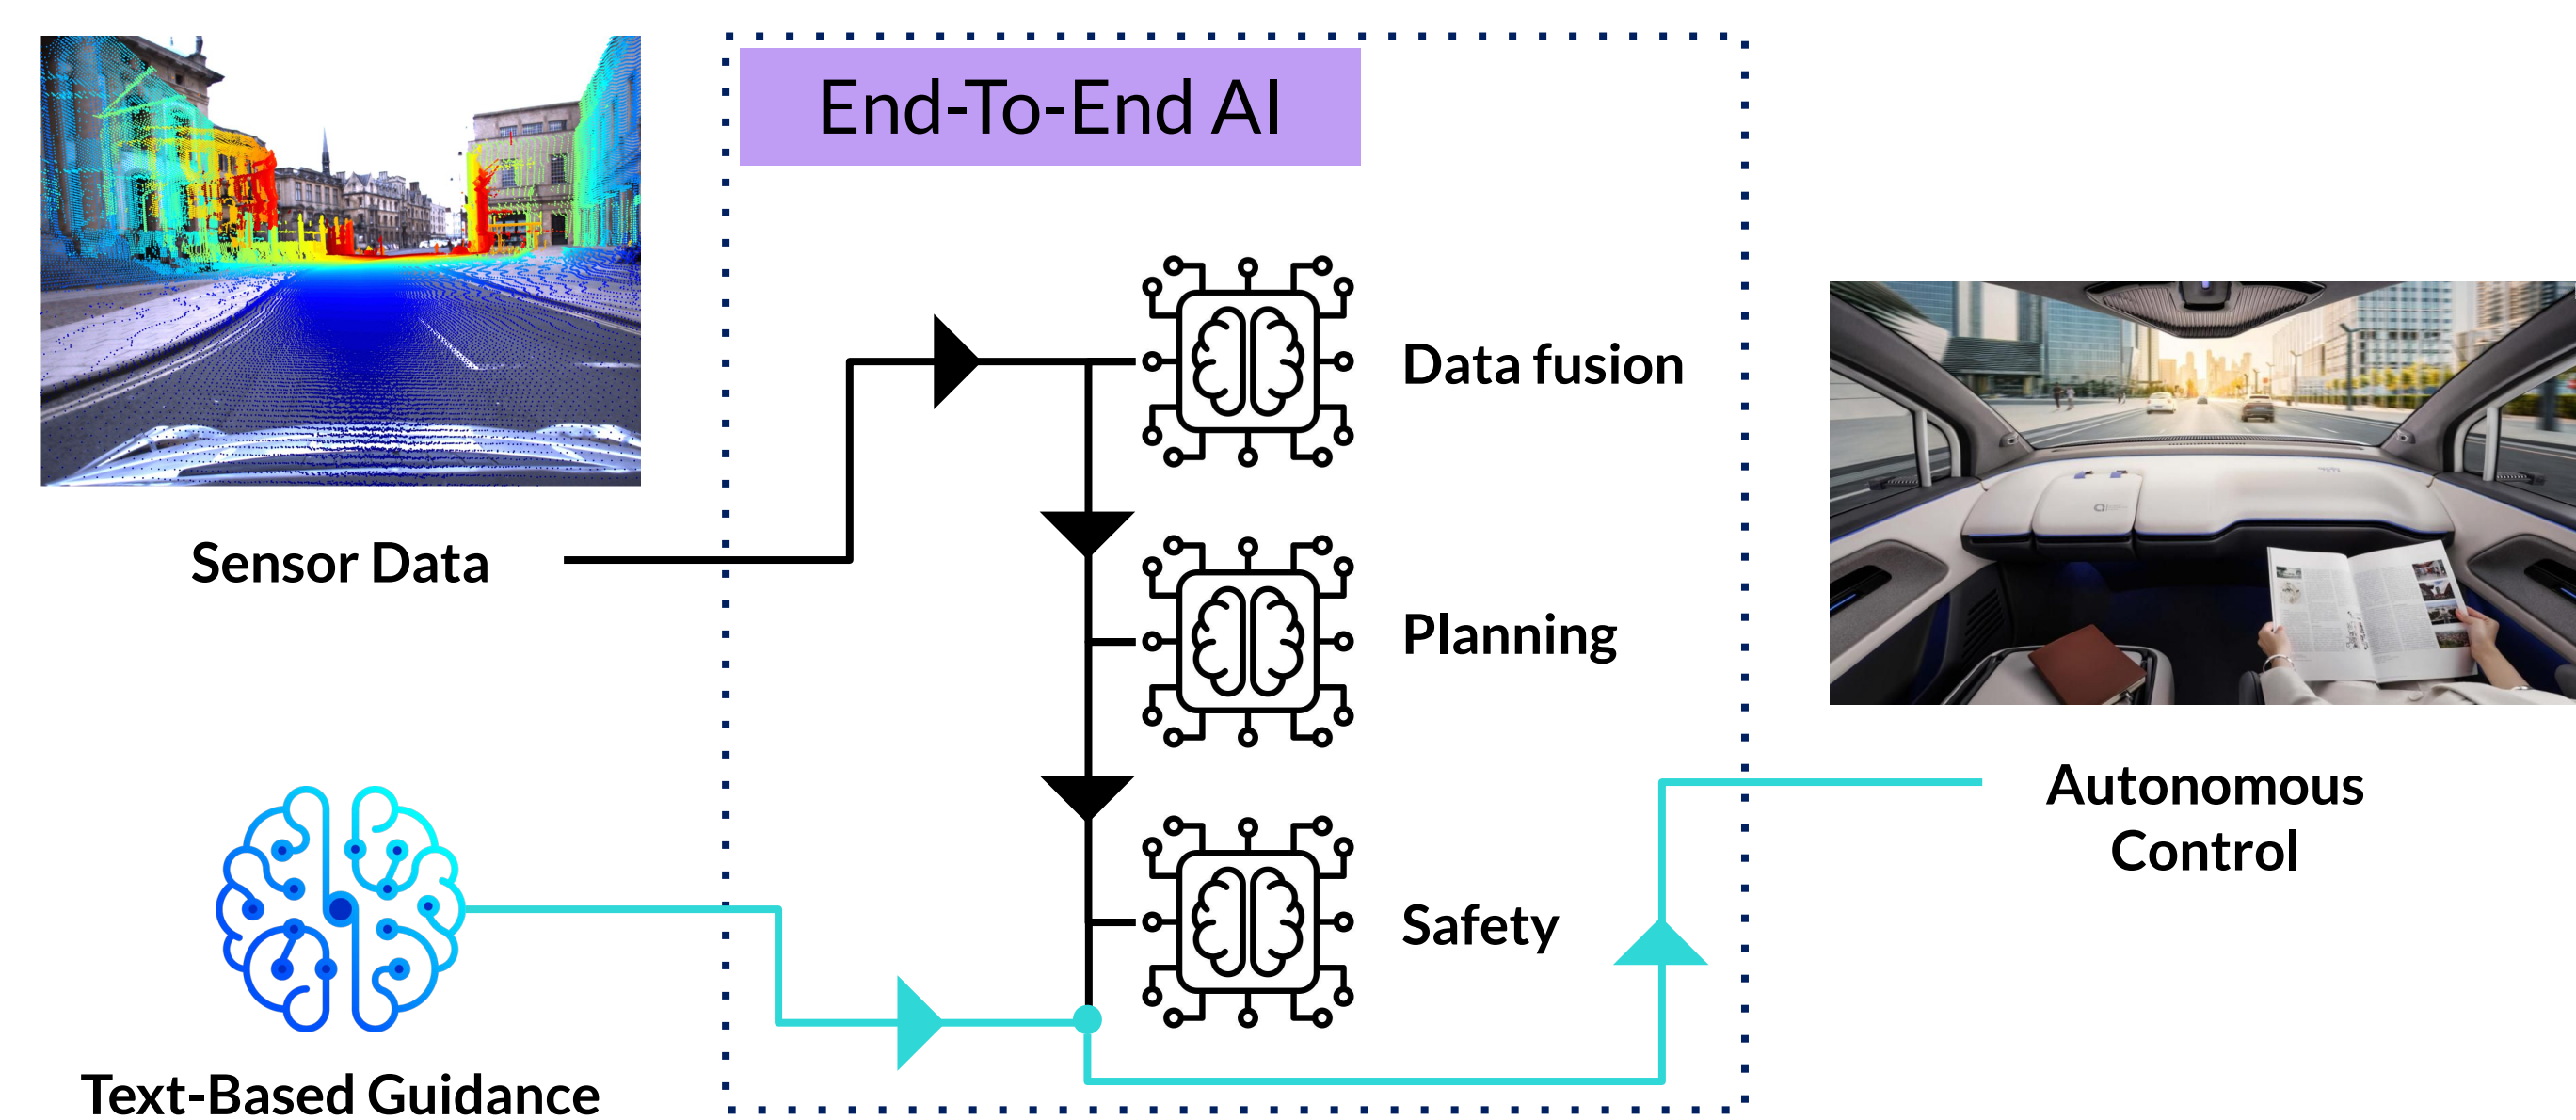 End-To-End AI
Data fusion
Sensor Data
Planning
Autonomous
Control
Safety
Text-Based Guidance